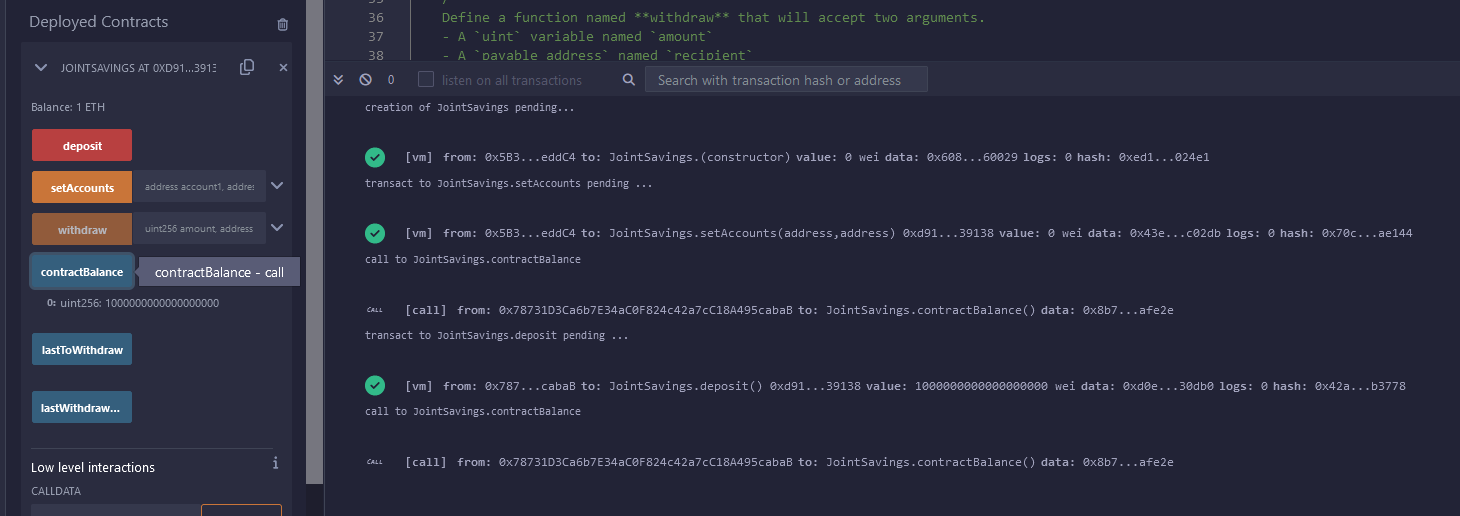 Deployed Contracts
JOINTSAVINGS AT 0XD91...3913
Balance: 1 ETH
deposit
setAccounts address account1, addres
withdraw uint256 amount, address
contractBalance contractBalance - call
0: uint256: 1000000000000000000
lastToWithdraw
lastWithdraw...
Low level interactions
CALLDATA
36 Define a function named **withdraw** that will accept two arguments.
37 - A `uint` variable named `amount`
38 - A `payable address` named `recipient`
0 listen on all transactions Search with transaction hash or address
creation of JointSavings pending...
[vm] from: 0x5B3...eddC4 to: JointSavings.(constructor) value: 0 wei data: 0x608...60029 logs: 0 hash: 0xed1...024e1
transact to JointSavings.setAccounts pending ...
[vm] from: 0x5B3...eddC4 to: JointSavings.setAccounts(address,address) 0xd91...39138 value: 0 wei data: 0x43e...c02db logs: 0 hash: 0x70c...ae144
call to JointSavings.contractBalance
CALL [call] from: 0x78731D3Ca6b7E34aC0F824c42a7cC18A495cabaB to: JointSavings.contractBalance() data: 0x8b7...afe2e
transact to JointSavings.deposit pending ...
[vm] from: 0x787...cabaB to: JointSavings.deposit() 0xd91...39138 value: 1000000000000000000 wei data: 0xd0e...30db0 logs: 0 hash: 0x42a...b3778
call to JointSavings.contractBalance
CALL [call] from: 0x78731D3Ca6b7E34aC0F824c42a7cC18A495cabaB to: JointSavings.contractBalance() data: 0x8b7...afe2e